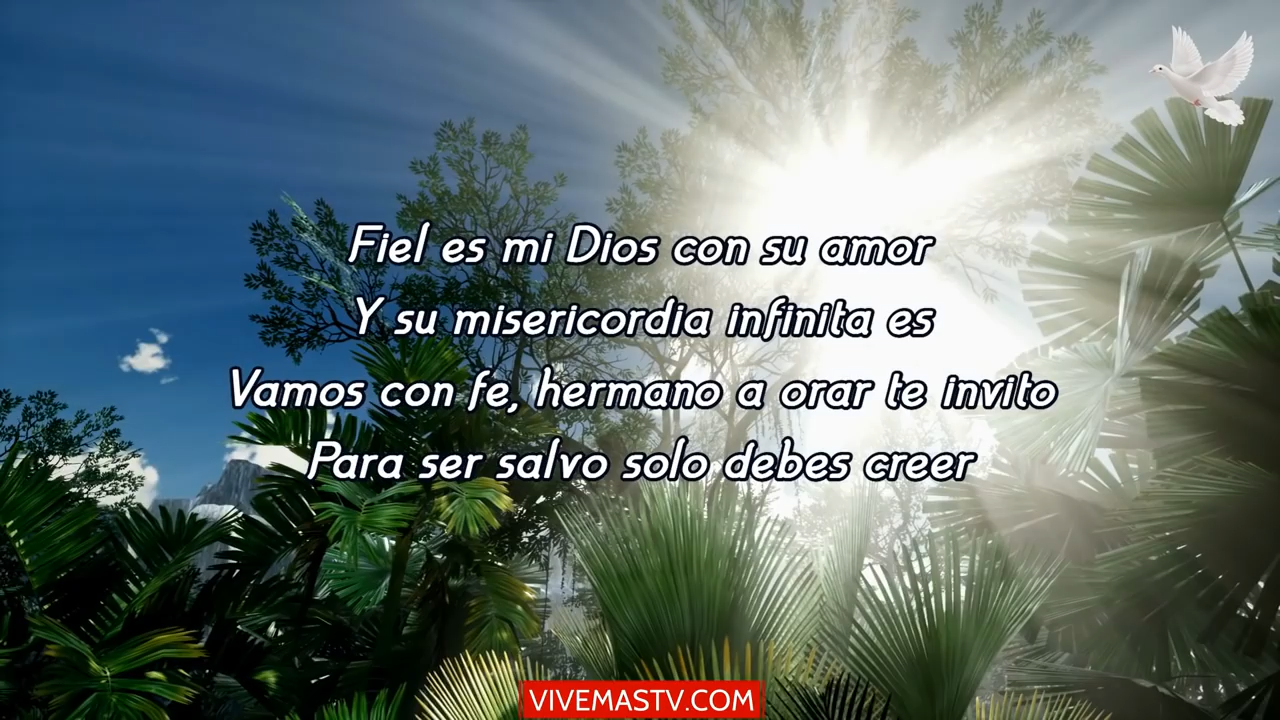 Fiel es mi Dios con su amor
Y su misericordia infinita es
Vamos con fe, hermano a orar te invito
Para ser salvo solo debes creer
VIVEMASTV.COM